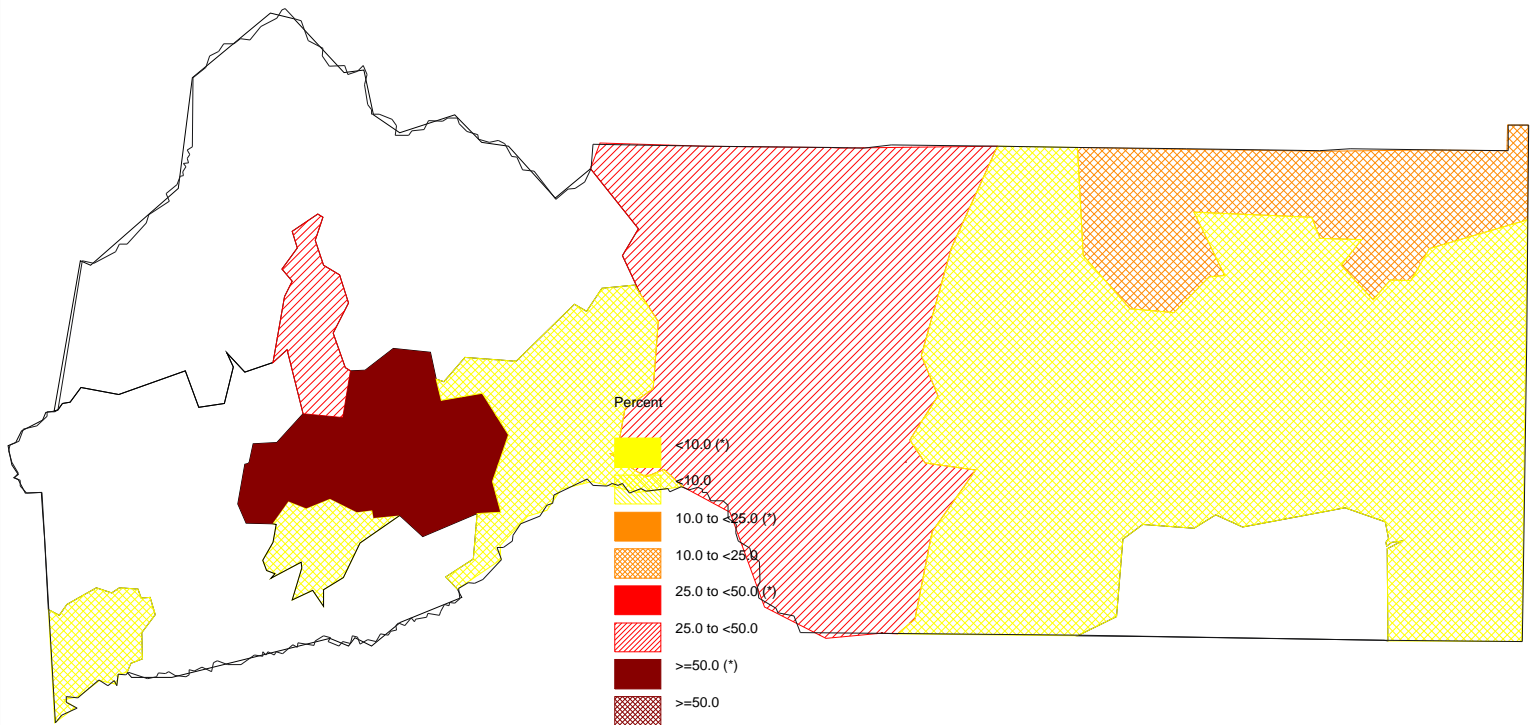 Percent
<10.0 (*)
<10.0
10.0 to <25.0 (*)
10.0 to <25.0
25.0 to <50.0 (*)
25.0 to <50.0
>=50.0 (*)
>=50.0